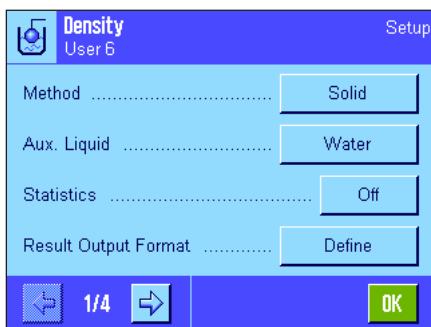 Density Setup
User 6
Method ................................ Solid
Aux. Liquid ............................ Water
Statistics ...................................... Off
Result Output Format ............. Define
1/4 OK